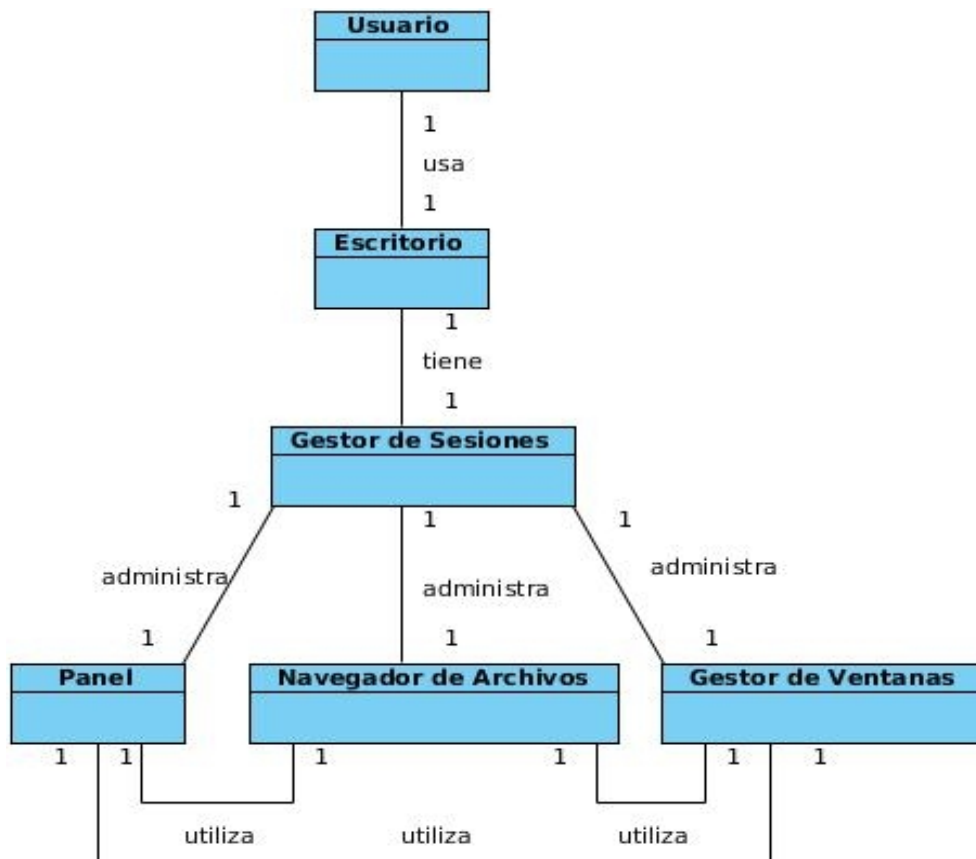 Usuario
1
usa
1
Escritorio
1
tiene
1
Gestor de Sesiones
1
1
1
administra
administra
administra
1
1
1
Panel
Navegador de Archivos
Gestor de Ventanas
1
1
1
1
1
1
utiliza
utiliza
utiliza